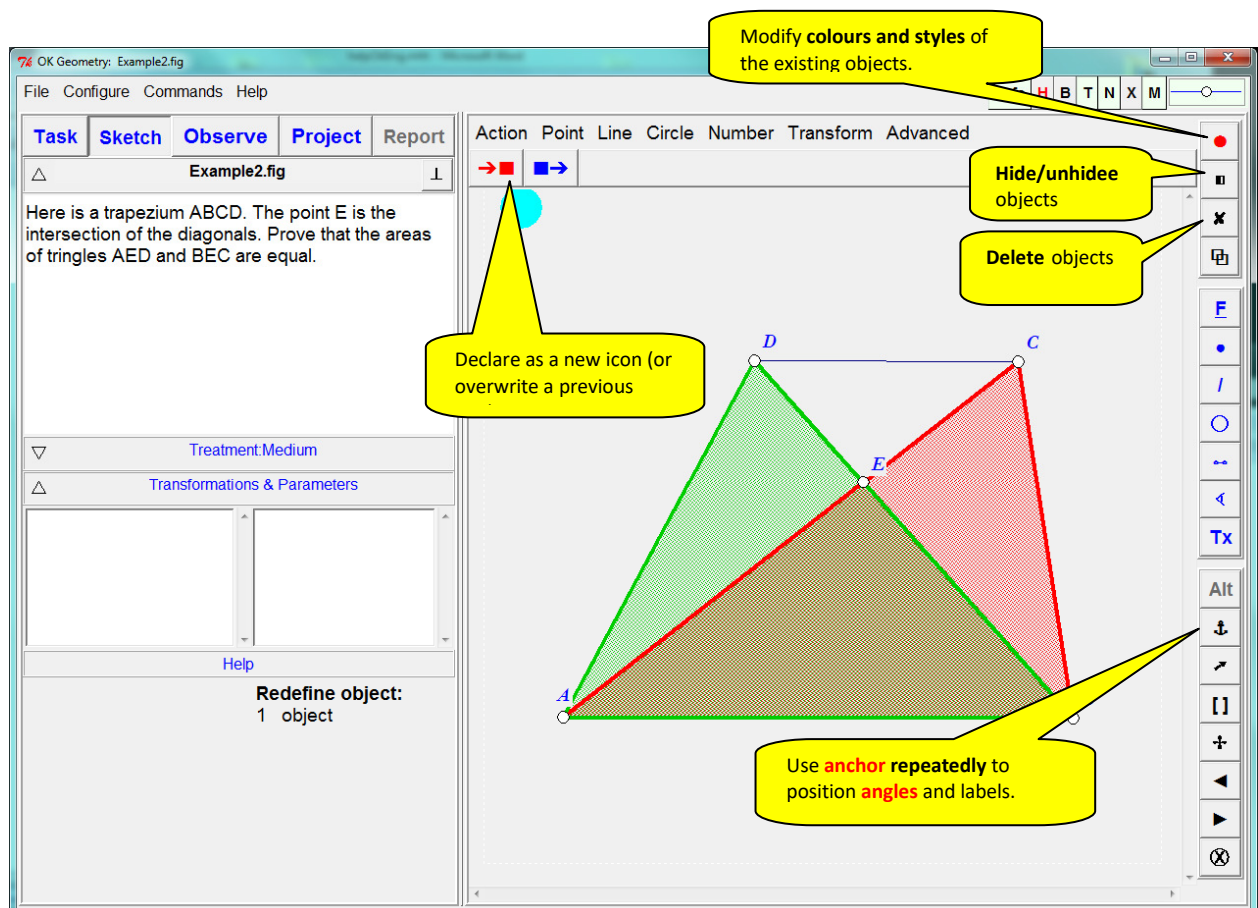 Modify colours and styles of
the existing objects.
OK Geometry: Example2.fig
File Configure Commands Help
H B T N X M
Task Sketch Observe Project Report
Action Point Line Circle Number Transform Advanced
Example2.fig
Here is a trapezium ABCD. The point E is the
intersection of the diagonals. Prove that the areas
of tringles AED and BEC are equal.
Hide/unhidee
objects
Delete objects
Declare as a new icon (or
overwrite a previous
D
C
E
A
F
Tx
Alt
[ ]
Treatment:Medium
Transformations & Parameters
Help
Redefine object:
1 object
Use anchor repeatedly to
position angles and labels.